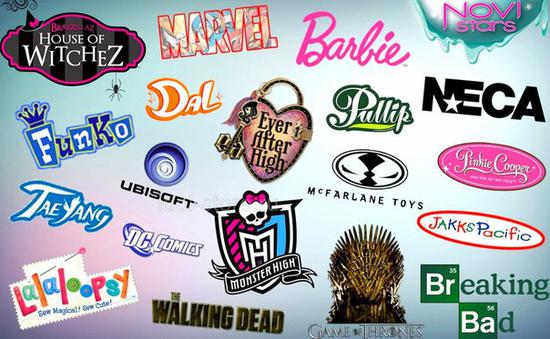 BRATZILLAZ
HOUSE OF
WITCHEZ
MARVEL
Barbie
NOVI
stars
Funko
Dal
Ever
After
High
Pullip
NECA
UBISOFT
McFARLANE TOYS
Pinkie Cooper
TaeYang
DC COMICS
MONSTER HIGH
JAKKS Pacific
Lalaloopsy
Sew Magical! Sew Cute!
THE
WALKING DEAD
GAME OF THRONES
35
Breaking
56
Bad